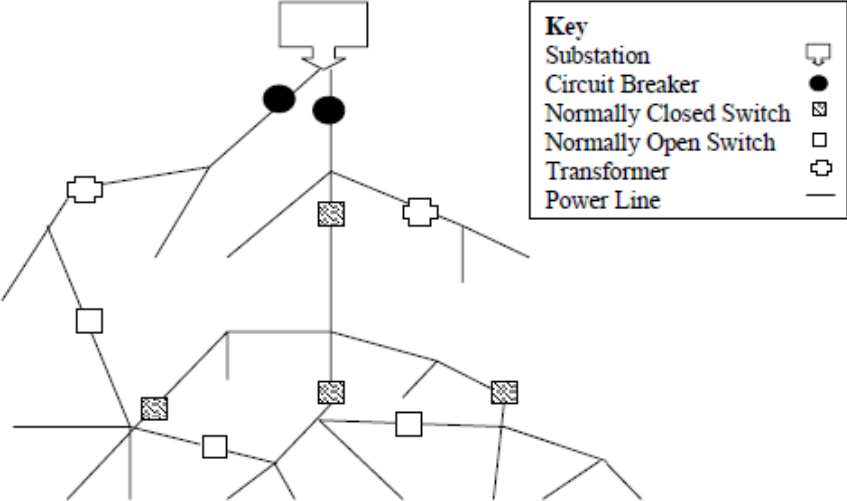 Key
Substation
Circuit Breaker
Normally Closed Switch
Normally Open Switch
Transformer
Power Line